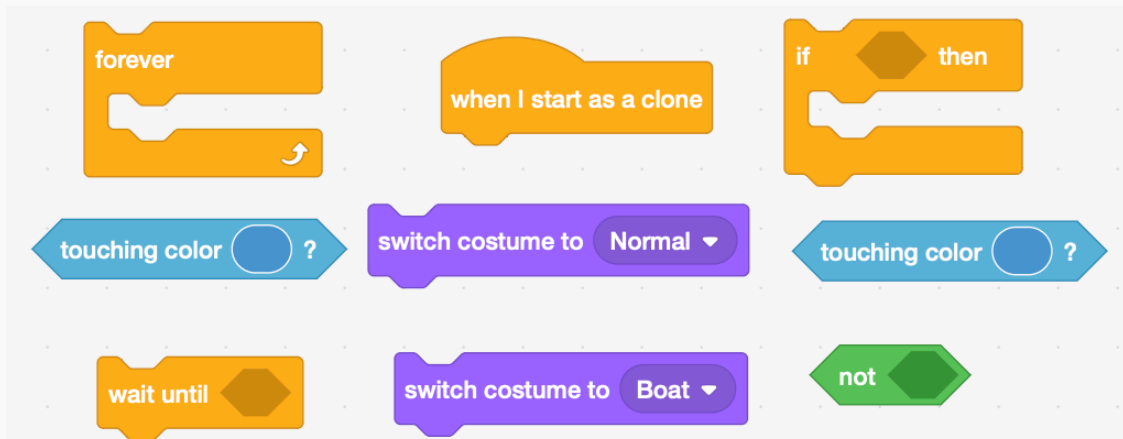 forever
when I start as a clone
if then
touching color ?
switch costume to Normal
touching color ?
wait until
switch costume to Boat
not